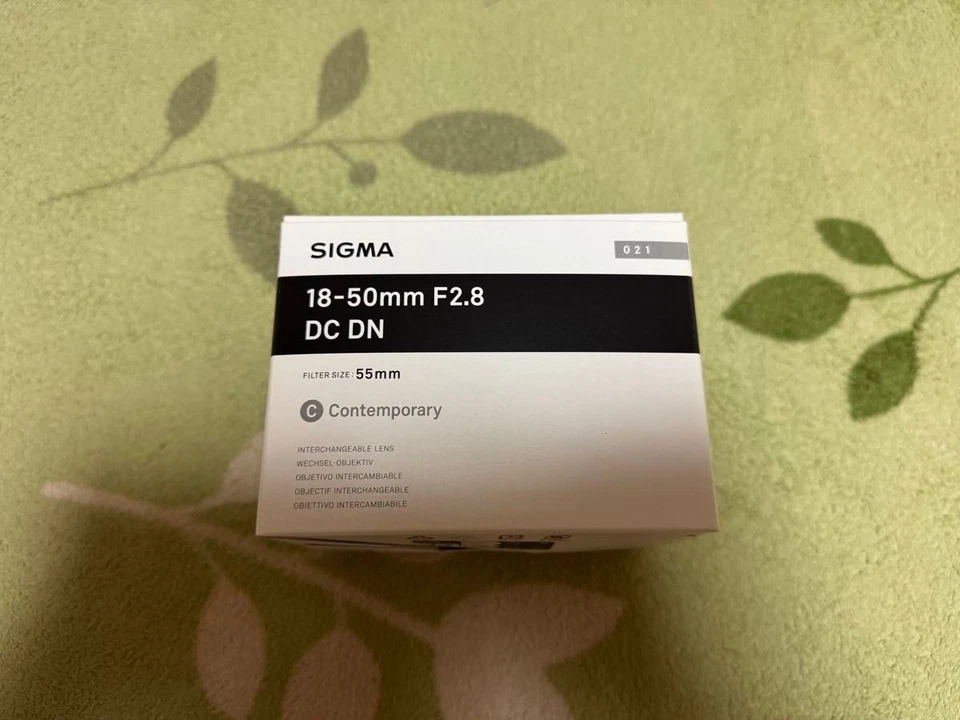 SIGMA
021
18-50mm F2.8
DC DN
FILTER SIZE: 55mm
C Contemporary
INTERCHANGEABLE LENS
WECHSEL-OBJEKTIV
OBJETIVO INTERCAMBIABLE
OBJECTIF INTERCHANGEABLE
OBIETTIVO INTERCAMBIABILE